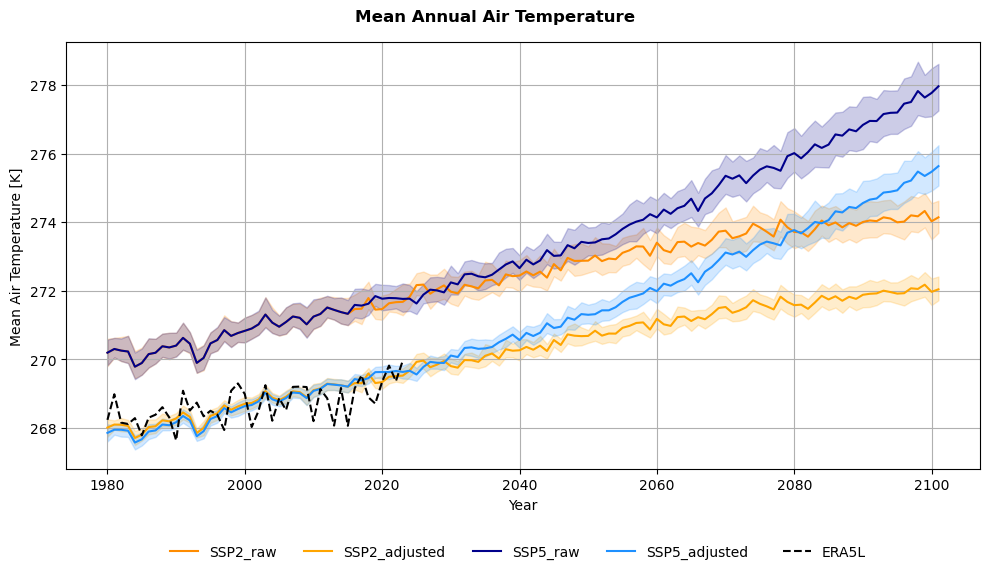 Mean Annual Air Temperature
278
276
274
272
270
268
Mean Air Temperature [K]
1980
2000
2020
2040
2060
2080
2100
Year
SSP2_raw
SSP2_adjusted
SSP5_raw
SSP5_adjusted
ERA5L